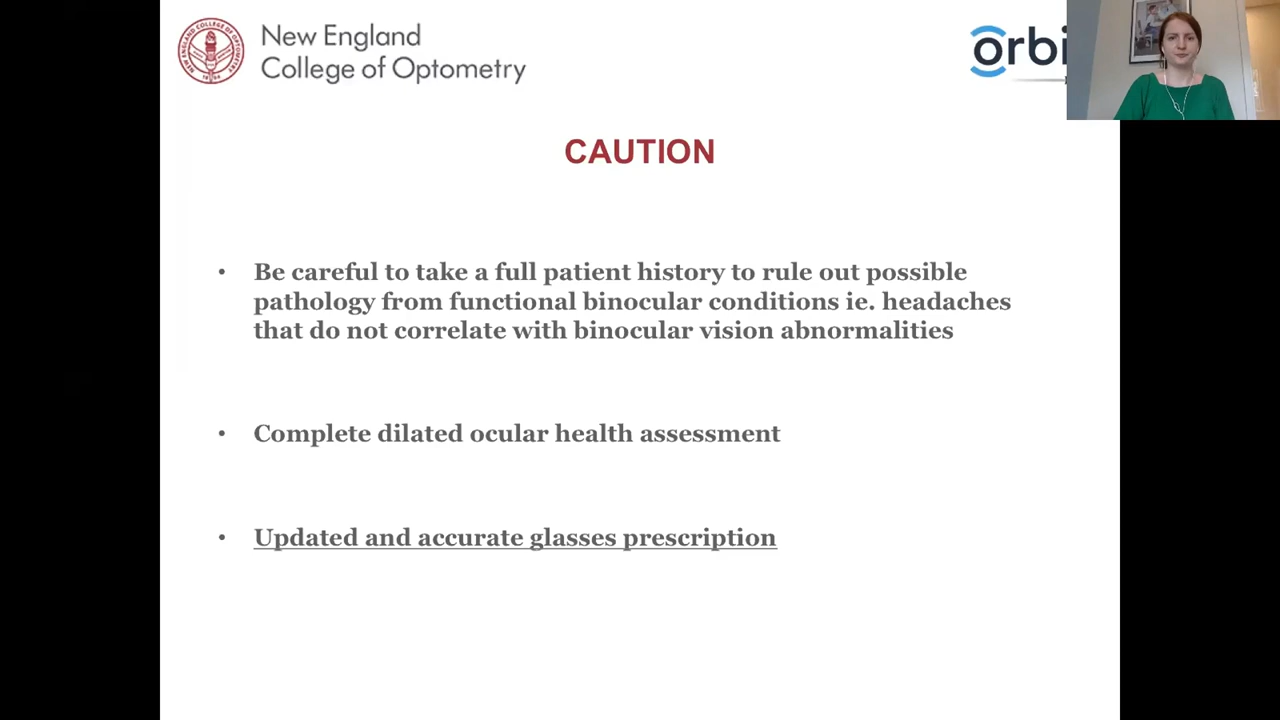 New England
College of Optometry
CAUTION
• Be careful to take a full patient history to rule out possible
pathology from functional binocular conditions ie. headaches
that do not correlate with binocular vision abnormalities
• Complete dilated ocular health assessment
• Updated and accurate glasses prescription